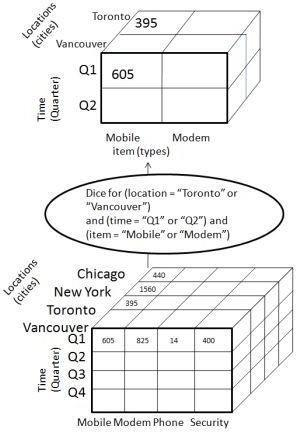 Locations
(cities)
Toronto
395
Vancouver
Q1
605
Q2
Time
(Quarter)
Mobile
Modem
item (types)
Dice for (location = "Toronto" or
"Vancouver")
and (time = "Q1" or "Q2") and
(item = "Mobile" or "Modem")
Locations
(cities)
Chicago
440
New York
1560
Toronto
395
Vancouver
Q1
605
825
14
400
Q2
Q3
Q4
Time
(Quarter)
Mobile Modem Phone Security